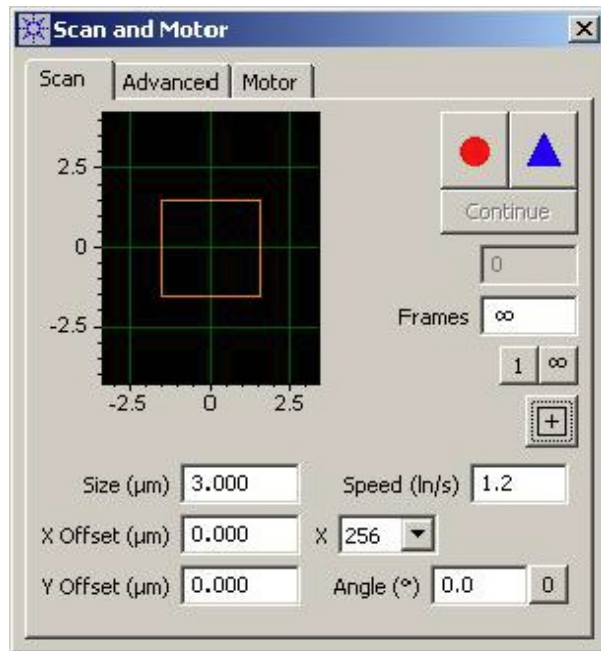 Scan and Motor
Scan Advanced Motor
2.5
0
-2.5
-2.5 0 2.5
Continue
0
Frames ∞
1 ∞
Size (µm) 3.000 Speed (ln/s) 1.2
X Offset (µm) 0.000 X 256
Y Offset (µm) 0.000 Angle (°) 0.0 0